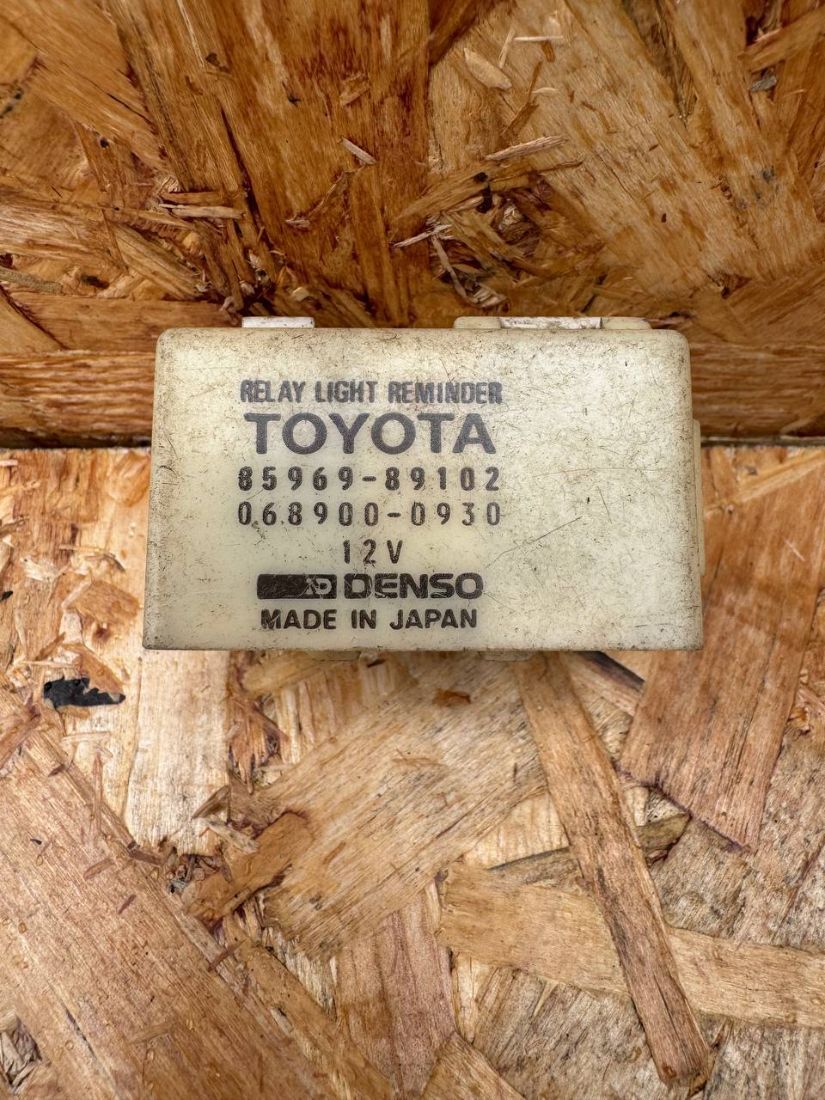 RELAY LIGHT REMINDER
TOYOTA
85969-89102
068900-0930
12V
DENSO
MADE IN JAPAN